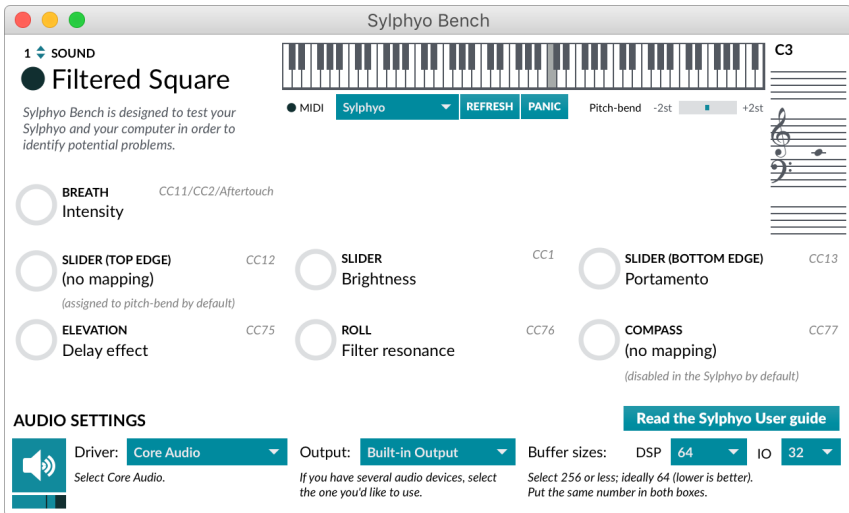 Sylphyo Bench
1 SOUND
Filtered Square
Sylphyo Bench is designed to test your
Sylphyo and your computer in order to
identify potential problems.
C3
MIDI Sylphyo REFRESH PANIC Pitch-bend -2st +2st
BREATH CC11/CC2/Aftertouch
Intensity
SLIDER (TOP EDGE) CC12
(no mapping)
(assigned to pitch-bend by default)
SLIDER CC1
Brightness
SLIDER (BOTTOM EDGE) CC13
Portamento
ELEVATION CC75
Delay effect
ROLL CC76
Filter resonance
COMPASS CC77
(no mapping)
(disabled in the Sylphyo by default)
AUDIO SETTINGS
Read the Sylphyo User guide
Driver: Core Audio
Select Core Audio.
Output: Built-in Output
If you have several audio devices, select
the one you'd like to use.
Buffer sizes: DSP 64 IO 32
Select 256 or less; ideally 64 (lower is better).
Put the same number in both boxes.